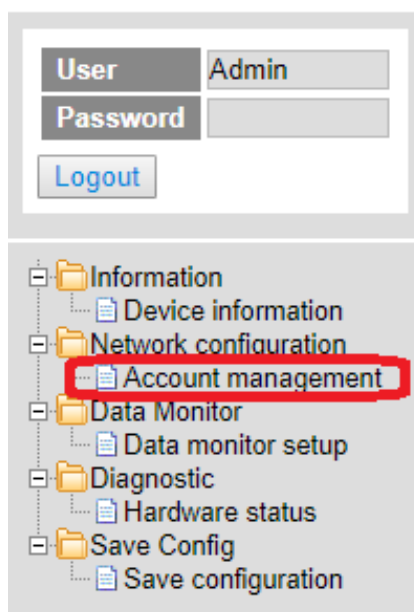 User Admin
Password
Logout
Information
Device information
Network configuration
Account management
Data Monitor
Data monitor setup
Diagnostic
Hardware status
Save Config
Save configuration